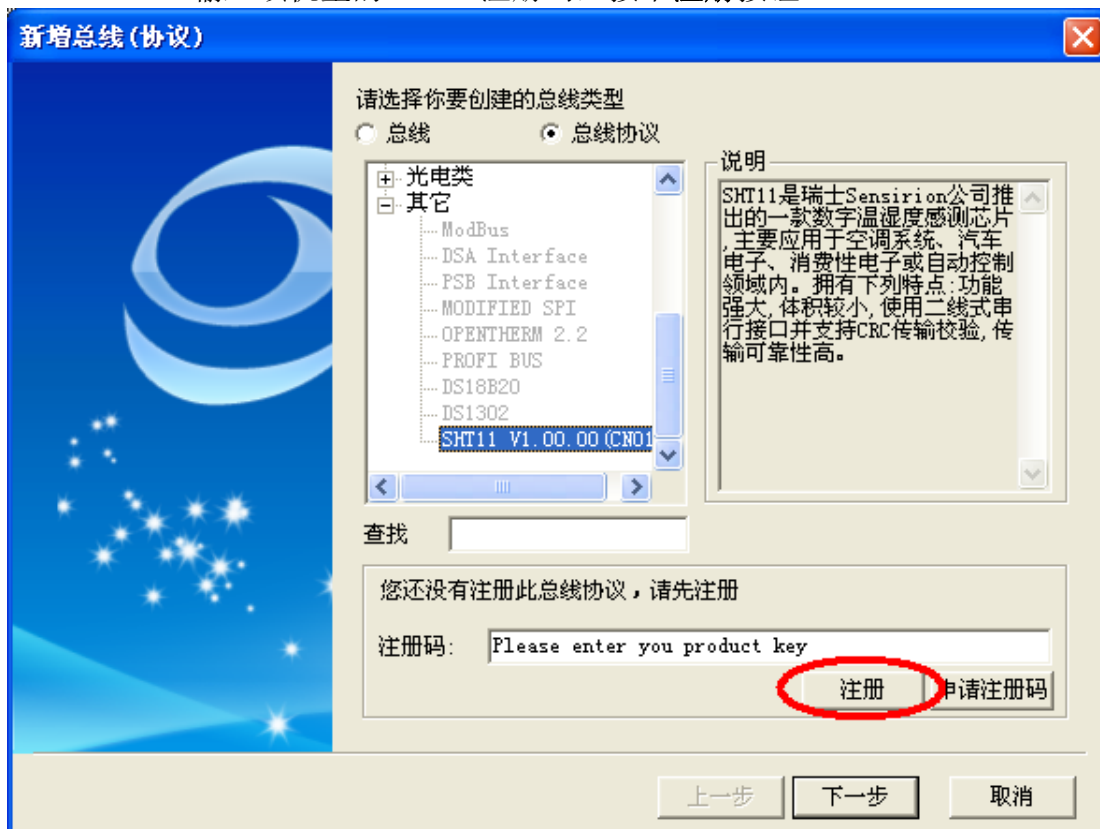 新增总线(协议)
请选择你要创建的总线类型
总线
总线协议
光电类
其它
ModBus
DSA Interface
PSB Interface
MODIFIED SPI
OPENTHERM 2.2
PROFI BUS
DS18B20
DS1302
SHT11 V1.00.00(CN01
说明
SHT11是瑞士Sensirion公司推
出的一款数字温湿度感测芯片
,主要应用于空调系统、汽车
电子、消费性电子或自动控制
领域内。拥有下列特点:功能
强大,体积较小,使用二线式串
行接口并支持CRC传输校验,传
输可靠性高。
查找
您还没有注册此总线协议，请先注册
注册码: Please enter you product key
注册 申请注册码
上一步 下一步 取消